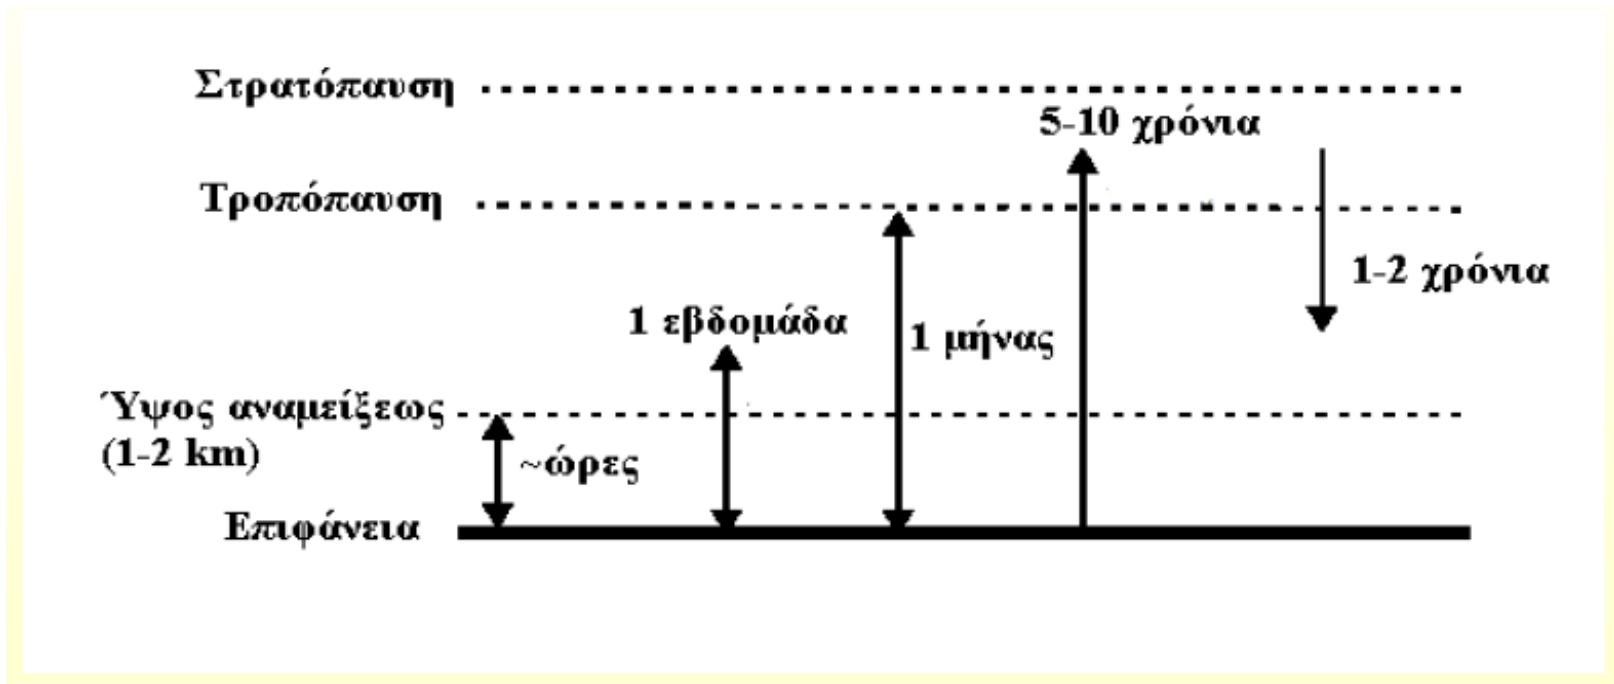 Στρατόπαυση
5-10 χρόνια
Τροπόπαυση
1-2 χρόνια
1 εβδομάδα
1 μήνας
Ύψος αναμείξεως
(1-2 km)
~ώρες
Επιφάνεια